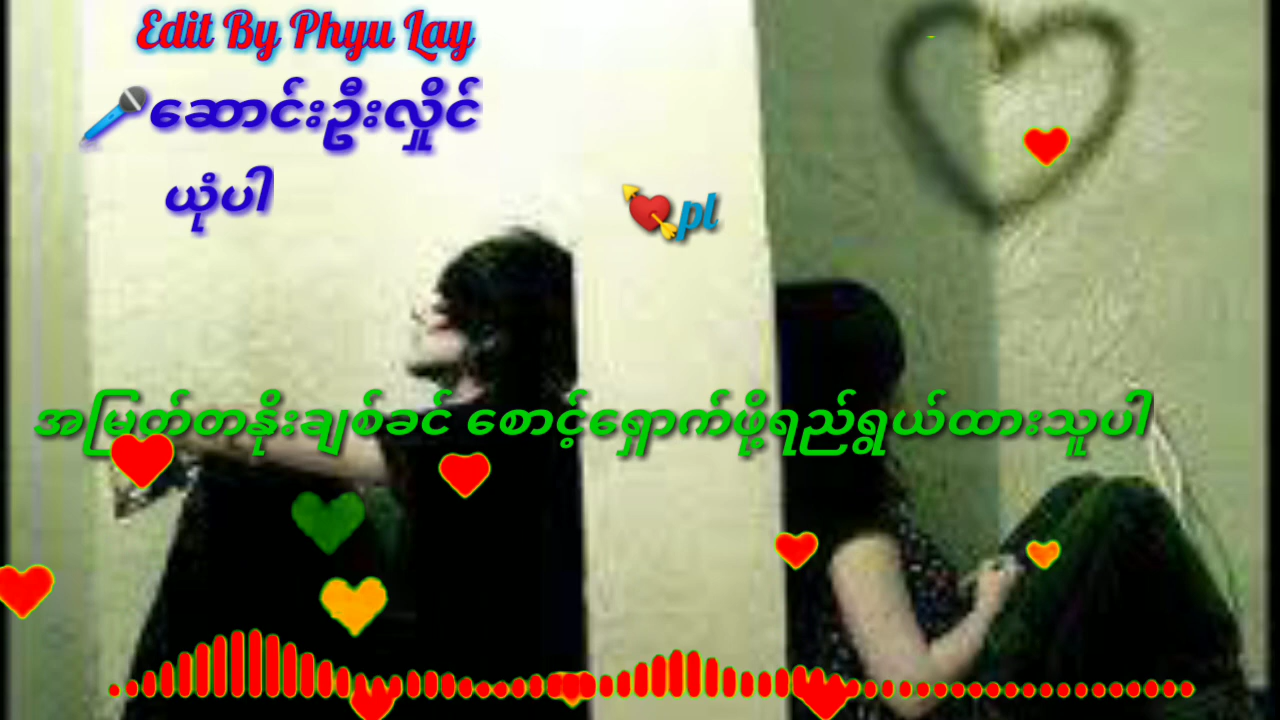 Edit By Phyu Lay
ဆောင်းဦးလှိူင်
ယုံပါ
pl
အမြတ်တနိုးချစ်ခင် စောင့်ရှောက်ဖို့ရည်ရွယ်ထားသူပါ